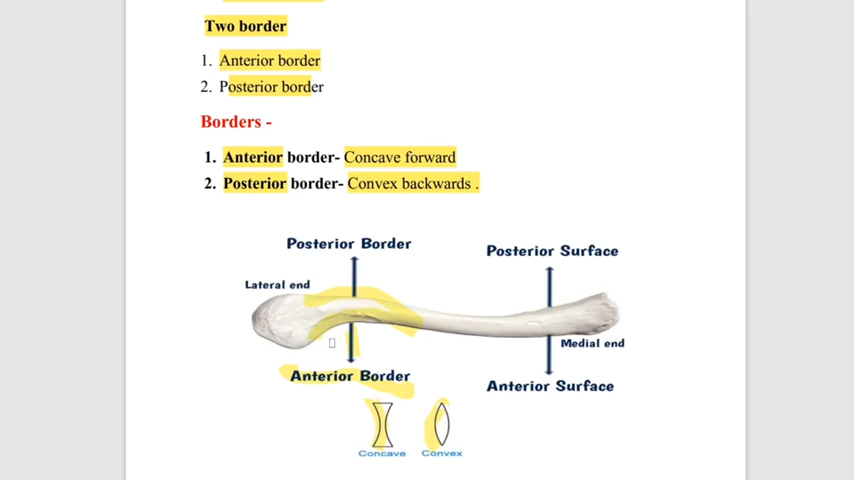 Two border
1. Anterior border
2. Posterior border
Borders -
1. Anterior border- Concave forward
2. Posterior border- Convex backwards .
Posterior Border
Posterior Surface
Lateral end
Medial end
Anterior Border
Anterior Surface
Concave Convex